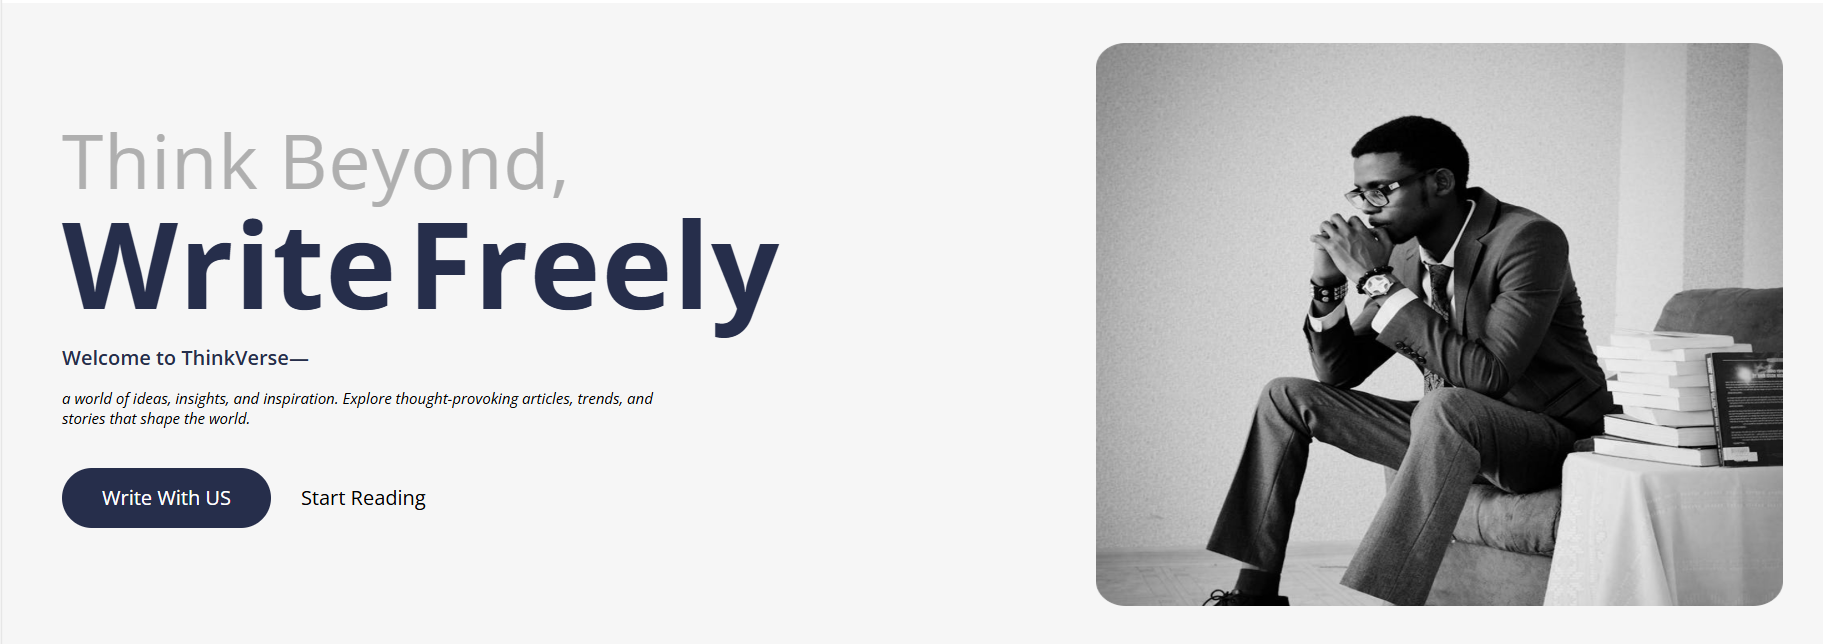 Think Beyond,
Write Freely
Welcome to ThinkVerse—
a world of ideas, insights, and inspiration. Explore thought-provoking articles, trends, and
stories that shape the world.
Write With US
Start Reading